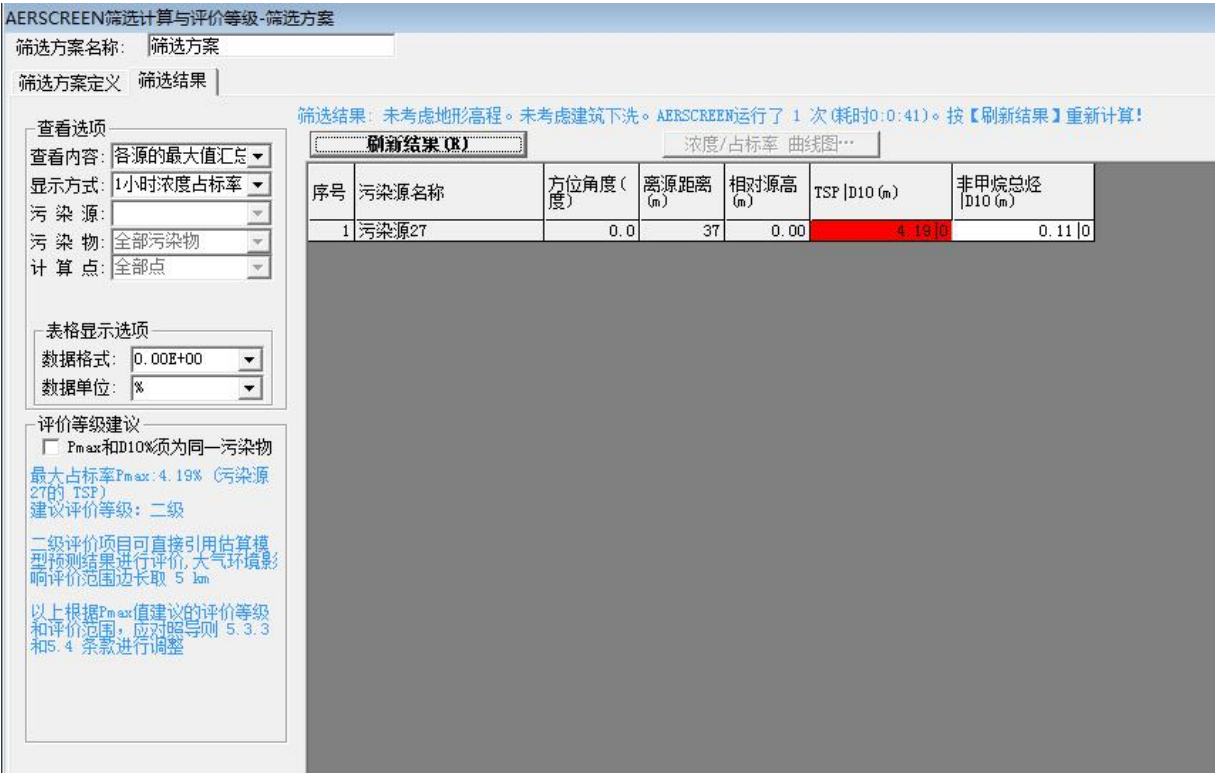 AERSCREEN筛选计算与评价等级-筛选方案
筛选方案名称: 筛选方案
筛选方案定义 筛选结果
筛选结果: 未考虑地形高程。未考虑建筑下洗。AERSCREEN运行了 1 次(耗时0:0:41)。按【刷新结果】重新计算!
查看选项
查看内容: 各源的最大值汇总
显示方式: 1小时浓度占标率
污 染 源:
污 染 物: 全部污染物
计 算 点: 全部点
表格显示选项
数据格式: 0.00E+00
数据单位: %
评价等级建议
Pmax和D10%须为同一污染物
最大占标率Pmax:4.19% (污染源
27的 TSP)
建议评价等级: 二级
二级评价项目可直接引用估算模
型预测结果进行评价,大气环境影
响评价范围边长取 5 km
以上根据Pmax值建议的评价等级
和评价范围，应对照导则 5.3.3
和5.4 条款进行调整
刷新结果(R)
浓度/占标率 曲线图…
序号 污染源名称 方位角度(度) 离源距离(m) 相对源高(m) TSP|D10(m) 非甲烷总烃|D10(m)
1 污染源27 0.0 37 0.00 4.19|0 0.11|0